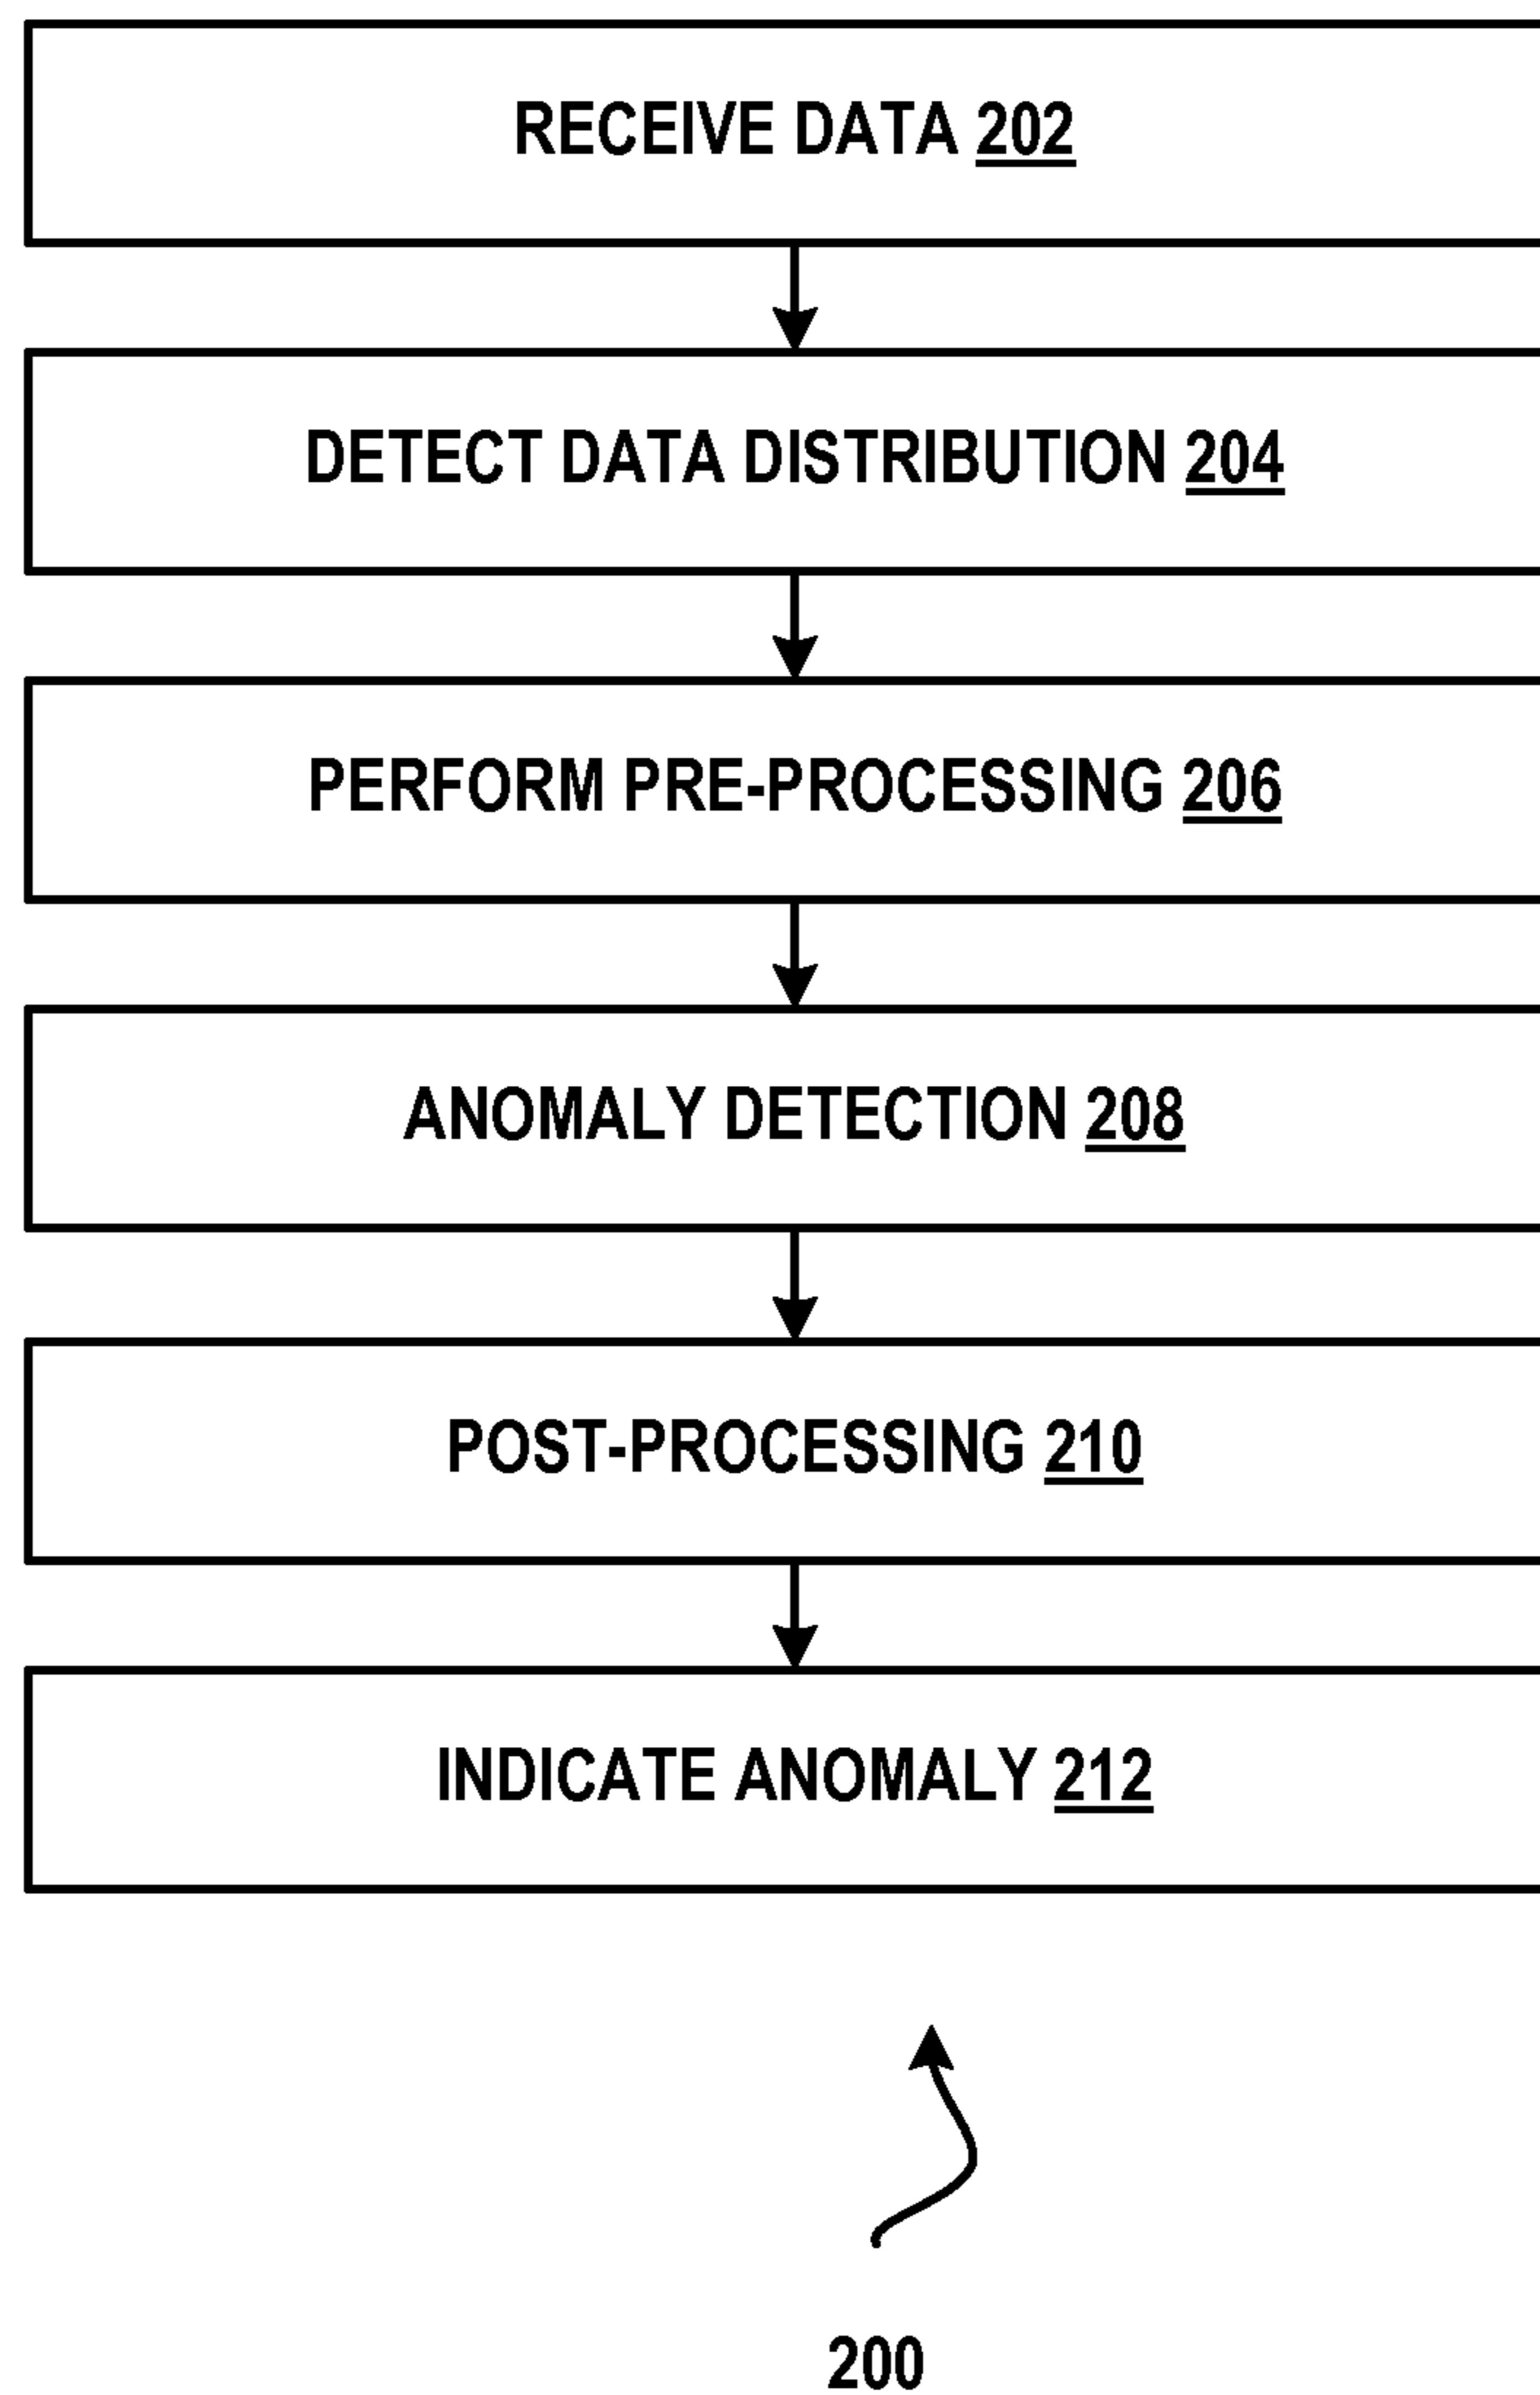 RECEIVE DATA 202
DETECT DATA DISTRIBUTION 204
PERFORM PRE-PROCESSING 206
ANOMALY DETECTION 208
POST-PROCESSING 210
INDICATE ANOMALY 212
200